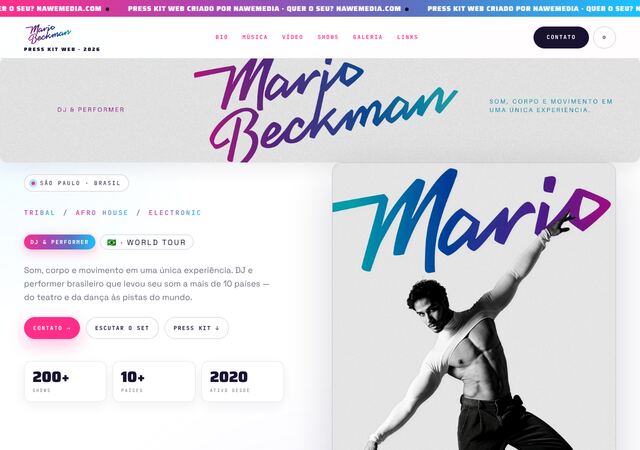 R O SEU? NAWEMEDIA.COM • PRESS KIT WEB CRIADO POR NAWEMEDIA · QUER O SEU? NAWEMEDIA.COM • PRESS KIT WEB CRIADO POR NAWEMEDIA · QUER O SEU? N
Mario
Beckman
PRESS KIT WEB · 2026
BIO MÚSICA VÍDEO SHOWS GALERIA LINKS
CONTATO
DJ & PERFORMER
Mario
Beckman
SOM, CORPO E MOVIMENTO EM
UMA ÚNICA EXPERIÊNCIA.
SÃO PAULO · BRASIL
TRIBAL / AFRO HOUSE / ELECTRONIC
DJ & PERFORMER
🇧🇷 · WORLD TOUR
Som, corpo e movimento em uma única experiência. DJ e
performer brasileiro que levou seu som a mais de 10 países —
do teatro e da dança às pistas do mundo.
CONTATO →
ESCUTAR O SET
PRESS KIT ↓
200+
SHOWS
10+
PAÍSES
2020
ATIVO DESDE
Mario